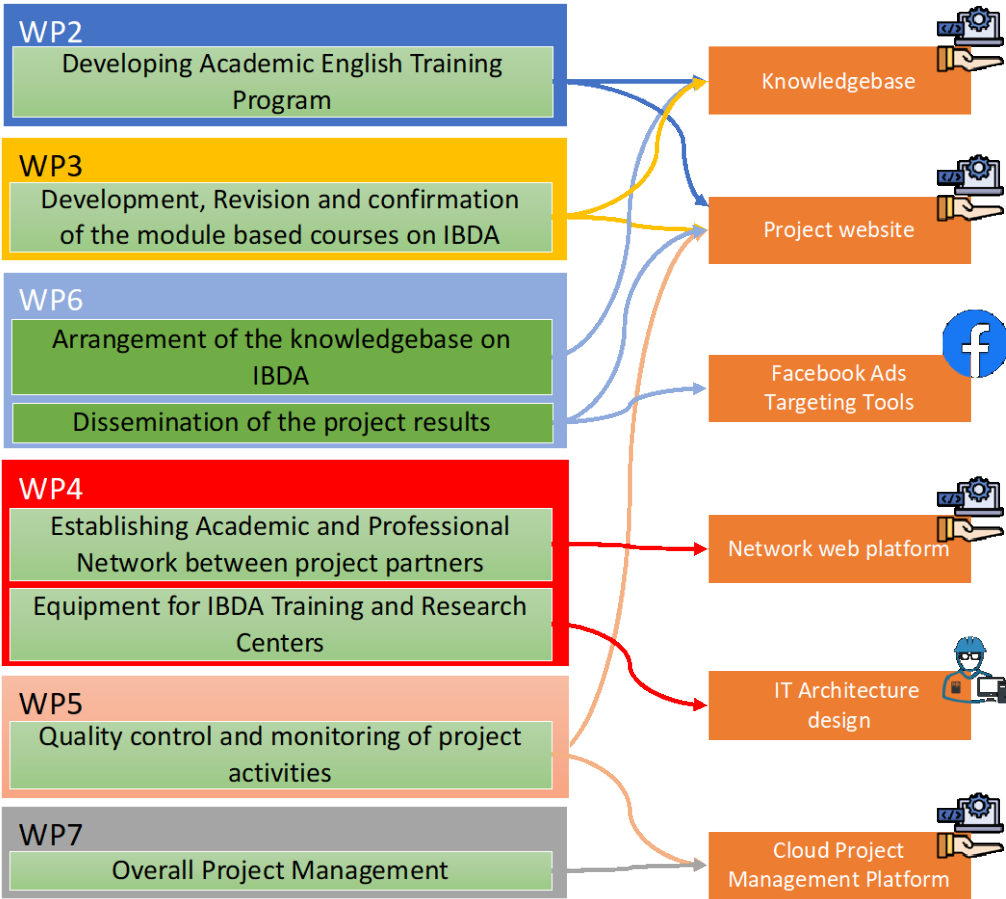 WP2
Developing Academic English Training
Program
WP3
Development, Revision and confirmation
of the module based courses on IBDA
WP6
Arrangement of the knowledgebase on
IBDA
Dissemination of the project results
WP4
Establishing Academic and Professional
Network between project partners
Equipment for IBDA Training and Research
Centers
WP5
Quality control and monitoring of project
activities
WP7
Overall Project Management
Knowledgebase
Project website
Facebook Ads
Targeting Tools
Network web platform
IT Architecture
design
Cloud Project
Management Platform